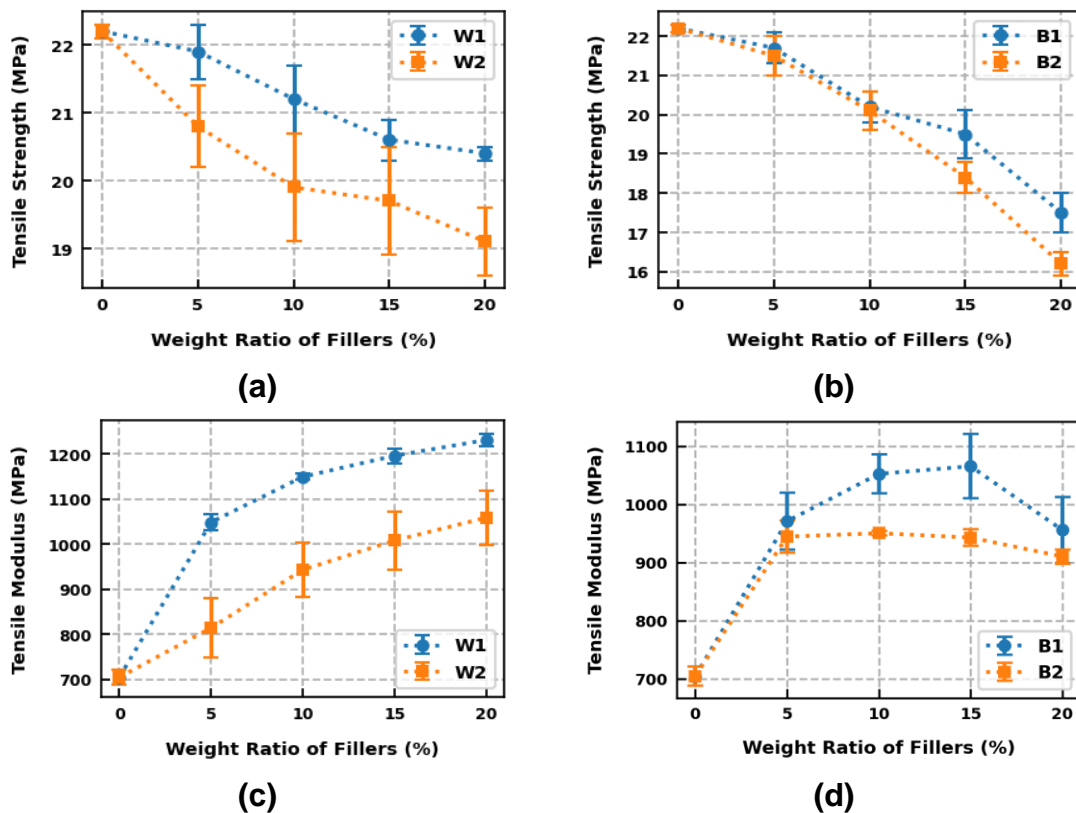 Tensile Strength (MPa)
22
21
20
19
W1
W2
0 5 10 15 20
Weight Ratio of Fillers (%)
(a)
Tensile Strength (MPa)
22
21
20
19
18
17
16
B1
B2
0 5 10 15 20
Weight Ratio of Fillers (%)
(b)
Tensile Modulus (MPa)
1200
1100
1000
900
800
700
W1
W2
0 5 10 15 20
Weight Ratio of Fillers (%)
(c)
Tensile Modulus (MPa)
1100
1000
900
800
700
B1
B2
0 5 10 15 20
Weight Ratio of Fillers (%)
(d)